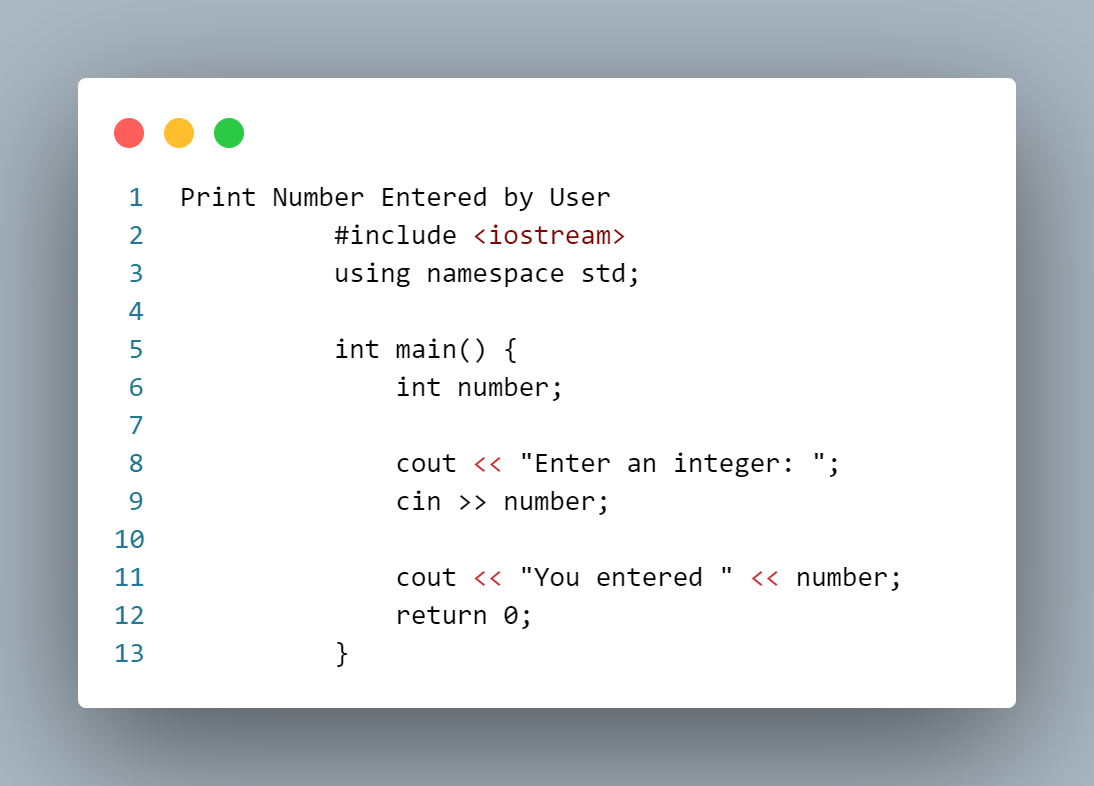 1 Print Number Entered by User
2 #include <iostream>
3 using namespace std;
4
5 int main() {
6 int number;
7
8 cout << "Enter an integer: ";
9 cin >> number;
10
11 cout << "You entered " << number;
12 return 0;
13 }